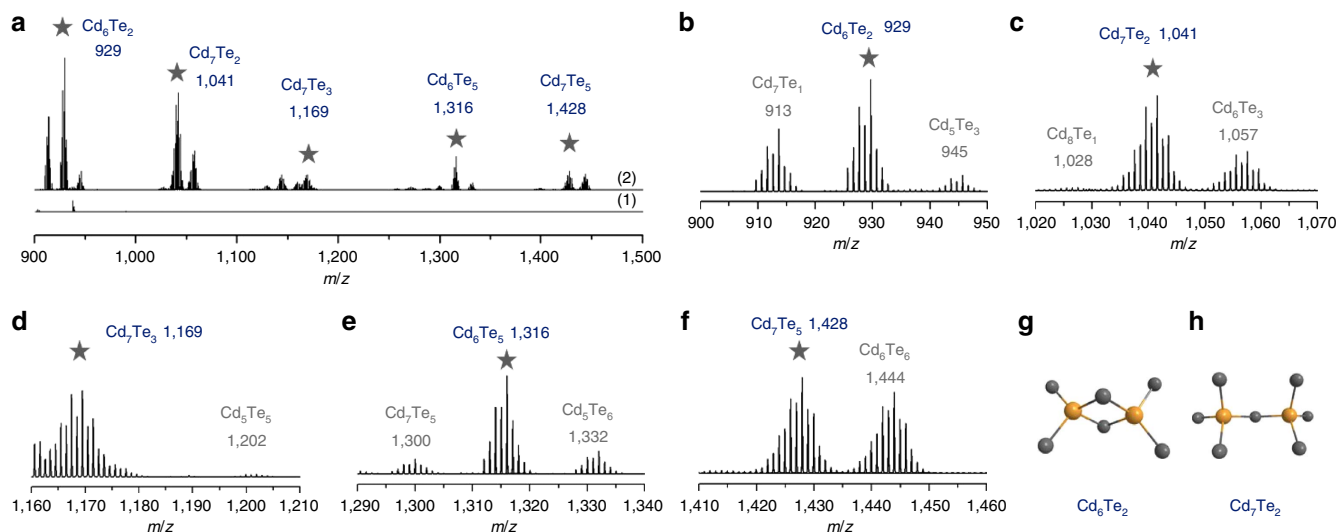 a
Cd6Te2
929
Cd7Te2
1,041
Cd7Te3
1,169
Cd6Te5
1,316
Cd7Te5
1,428
(2)
(1)
900 1,000 1,100 1,200 1,300 1,400 1,500
m/z
b
Cd6Te2 929
Cd7Te1
913
Cd5Te3
945
900 910 920 930 940 950
m/z
c
Cd7Te2 1,041
Cd8Te1
1,028
Cd6Te3
1,057
1,020 1,030 1,040 1,050 1,060 1,070
m/z
d
Cd7Te3 1,169
Cd5Te5
1,202
1,160 1,170 1,180 1,190 1,200 1,210
m/z
e
Cd6Te5 1,316
Cd7Te5
1,300
Cd5Te6
1,332
1,290 1,300 1,310 1,320 1,330 1,340
m/z
f
Cd7Te5 1,428
Cd6Te6
1,444
1,410 1,420 1,430 1,440 1,450 1,460
m/z
g
Cd6Te2
h
Cd7Te2